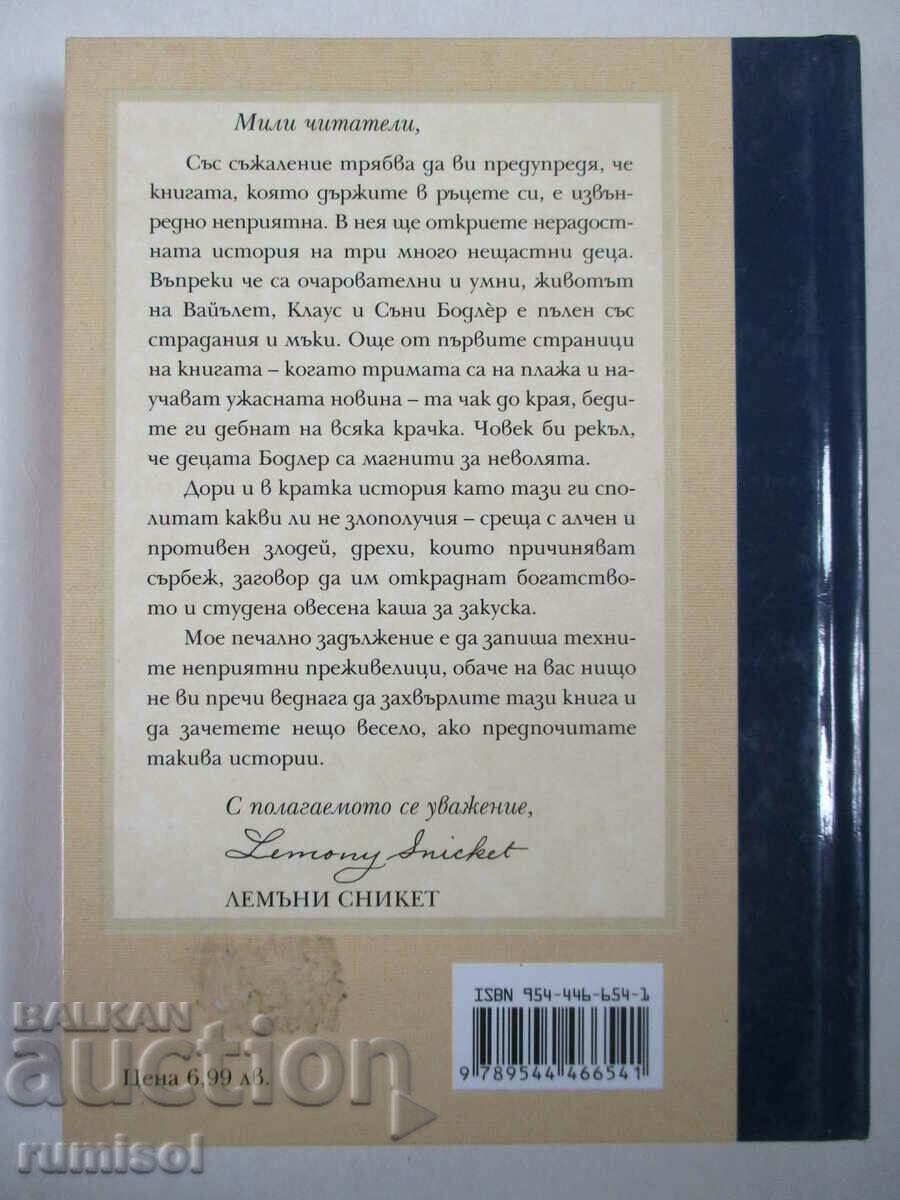 Мили читатели,
Със съжаление трябва да ви предупредя, че
книгата, която държите в ръцете си, е извън-
редно неприятна. В нея ще откриете нерадост-
ната история на три много нещастни деца.
Въпреки че са очарователни и умни, животът
на Вайълет, Клаус и Съни Бодлѐр е пълен със
страдания и мъки. Още от първите страници
на книгата – когато тримата са на плажа и на-
учават ужасната новина – та чак до края, беди-
те ги дебнат на всяка крачка. Човек би рекъл,
че децата Бодлер са магнити за неволята.
Дори и в кратка история като тази ги спо-
литат какви ли не злополучия – среща с алчен и
противен злодей, дрехи, които причиняват
сърбеж, заговор да им откраднат богатство-
то и студена овесена каша за закуска.
Мое печално задължение е да запиша техни-
те неприятни преживелици, обаче на вас нищо
не ви пречи веднага да захвърлите тази книга и
да зачетете нещо весело, ако предпочитате
такива истории.
С полагаемото се уважение,
Lemony Snicket
ЛЕМЪНИ СНИКЕТ
ISBN 954-446-654-1
9 789544 466541
Цена 6,99 лв.
BALKAN
auction
rumisol